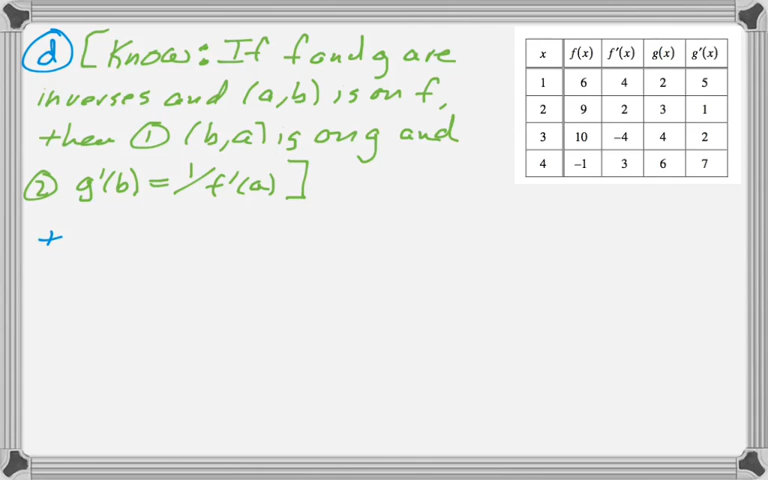 (d) [Know: If f and g are
inverses and (a,b) is on f,
then ① (b,a) is on g and
② g'(b) = 1/f'(a) ]
+
x f(x) f′(x) g(x) g′(x)
1 6 4 2 5
2 9 2 3 1
3 10 −4 4 2
4 −1 3 6 7